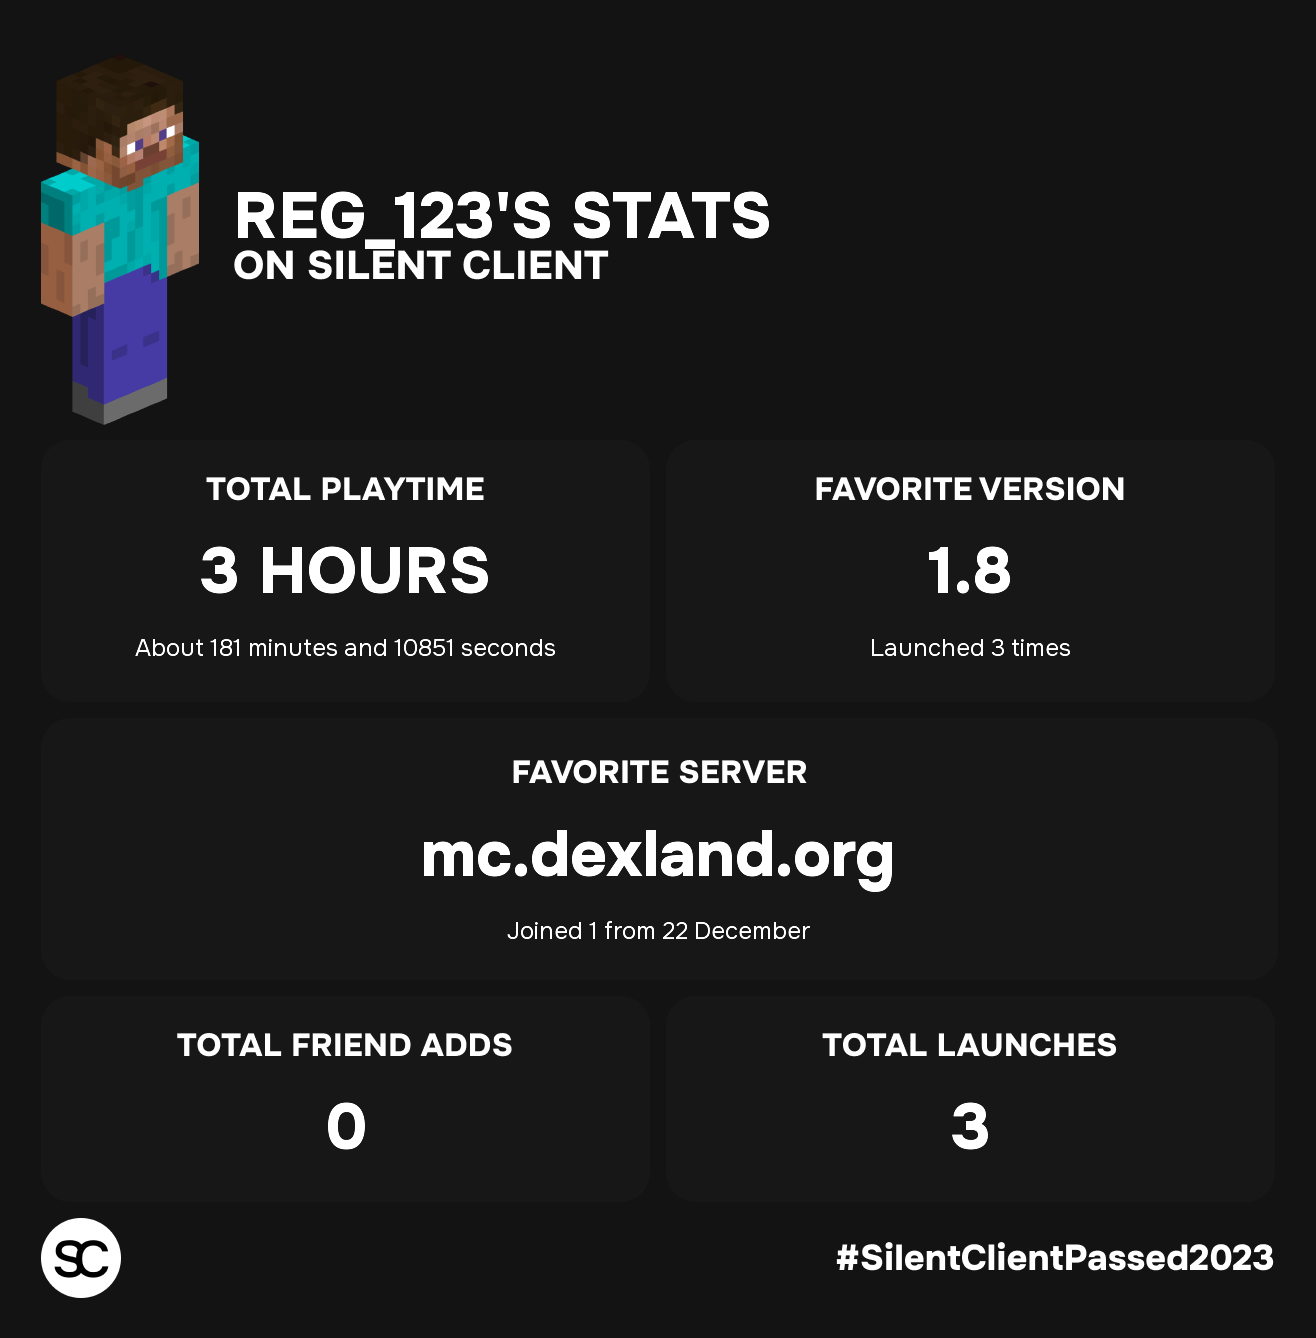 REG_123'S STATS
ON SILENT CLIENT
TOTAL PLAYTIME
3 HOURS
About 181 minutes and 10851 seconds
FAVORITE VERSION
1.8
Launched 3 times
FAVORITE SERVER
mc.dexland.org
Joined 1 from 22 December
TOTAL FRIEND ADDS
0
TOTAL LAUNCHES
3
SC
#SilentClientPassed2023